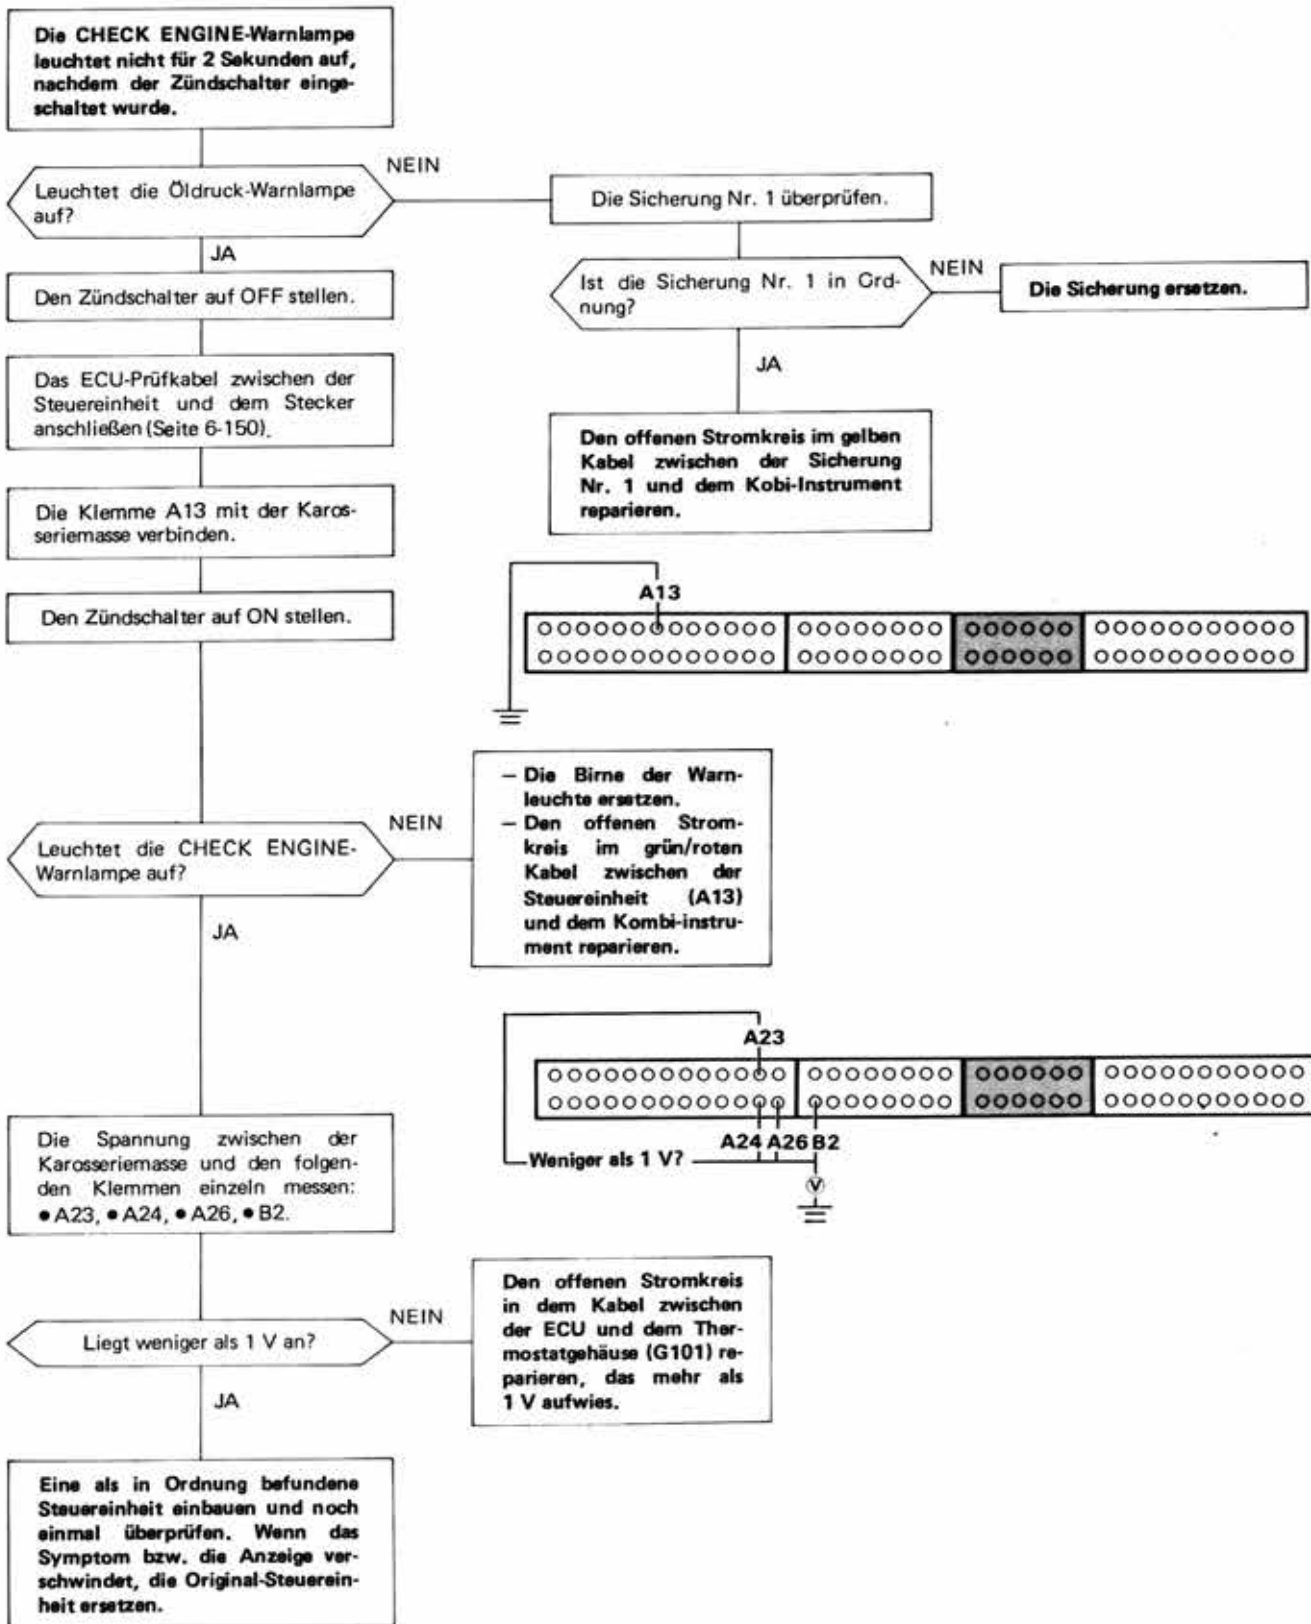 Die CHECK ENGINE-Warnlampe
leuchtet nicht für 2 Sekunden auf,
nachdem der Zündschalter einge-
schaltet wurde.
Leuchtet die Öldruck-Warnlampe
auf?
NEIN
Die Sicherung Nr. 1 überprüfen.
JA
Ist die Sicherung Nr. 1 in Ord-
nung?
NEIN
Die Sicherung ersetzen.
JA
Den offenen Stromkreis im gelben
Kabel zwischen der Sicherung
Nr. 1 und dem Kobi-Instrument
reparieren.
Den Zündschalter auf OFF stellen.
Das ECU-Prüfkabel zwischen der
Steuereinheit und dem Stecker
anschließen (Seite 6-150).
Die Klemme A13 mit der Karos-
seriemasse verbinden.
Den Zündschalter auf ON stellen.
A13
Leuchtet die CHECK ENGINE-
Warnlampe auf?
NEIN
– Die Birne der Warn-
leuchte ersetzen.
– Den offenen Strom-
kreis im grün/roten
Kabel zwischen der
Steuereinheit (A13)
und dem Kombi-instru-
ment reparieren.
JA
A23
A24 A26 B2
Weniger als 1 V?
V
Die Spannung zwischen der
Karosseriemasse und den folgen-
den Klemmen einzeln messen:
● A23, ● A24, ● A26, ● B2.
Liegt weniger als 1 V an?
NEIN
Den offenen Stromkreis
in dem Kabel zwischen
der ECU und dem Ther-
mostatgehäuse (G101) re-
parieren, das mehr als
1 V aufwies.
JA
Eine als in Ordnung befundene
Steuereinheit einbauen und noch
einmal überprüfen. Wenn das
Symptom bzw. die Anzeige ver-
schwindet, die Original-Steuerein-
heit ersetzen.